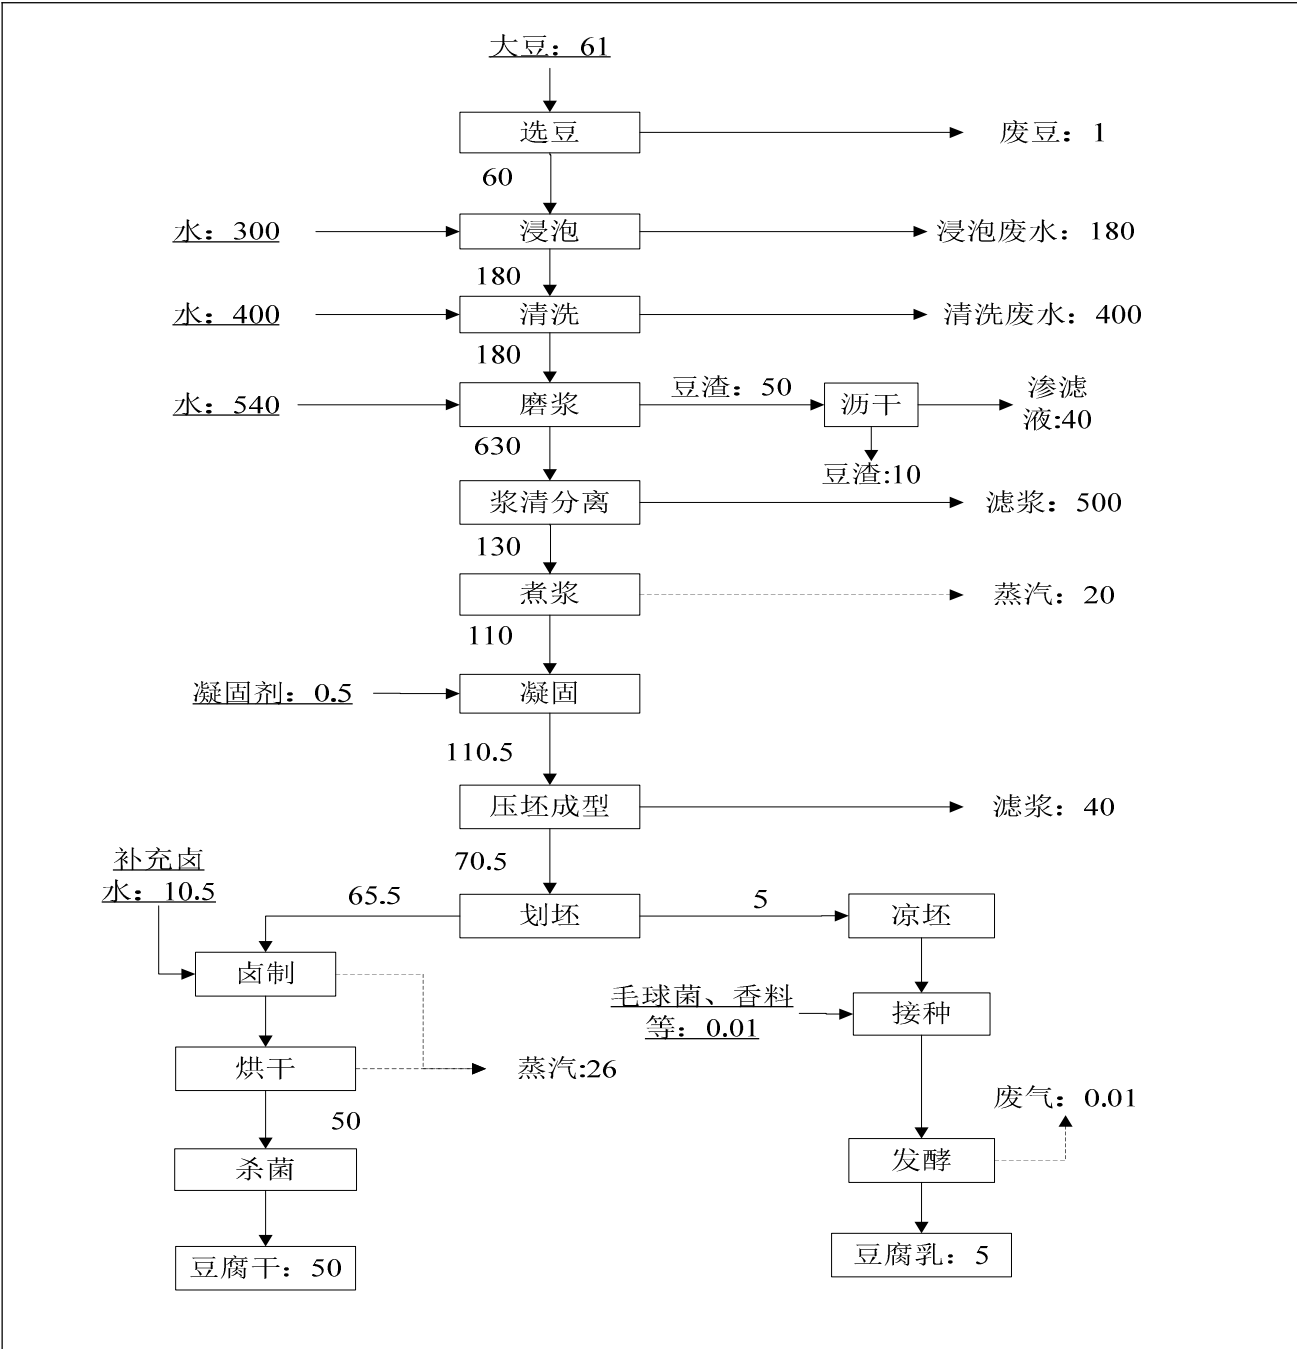 大豆：61
选豆
废豆：1
60
水：300
浸泡
浸泡废水：180
180
水：400
清洗
清洗废水：400
180
水：540
磨浆
豆渣：50
沥干
渗滤
液:40
630
豆渣:10
浆清分离
滤浆：500
130
煮浆
蒸汽：20
110
凝固剂：0.5
凝固
110.5
压坯成型
滤浆：40
70.5
补充卤
水：10.5
65.5
划坯
5
凉坯
卤制
毛球菌、香料
等：0.01
接种
烘干
蒸汽:26
废气：0.01
50
杀菌
发酵
豆腐干：50
豆腐乳：5